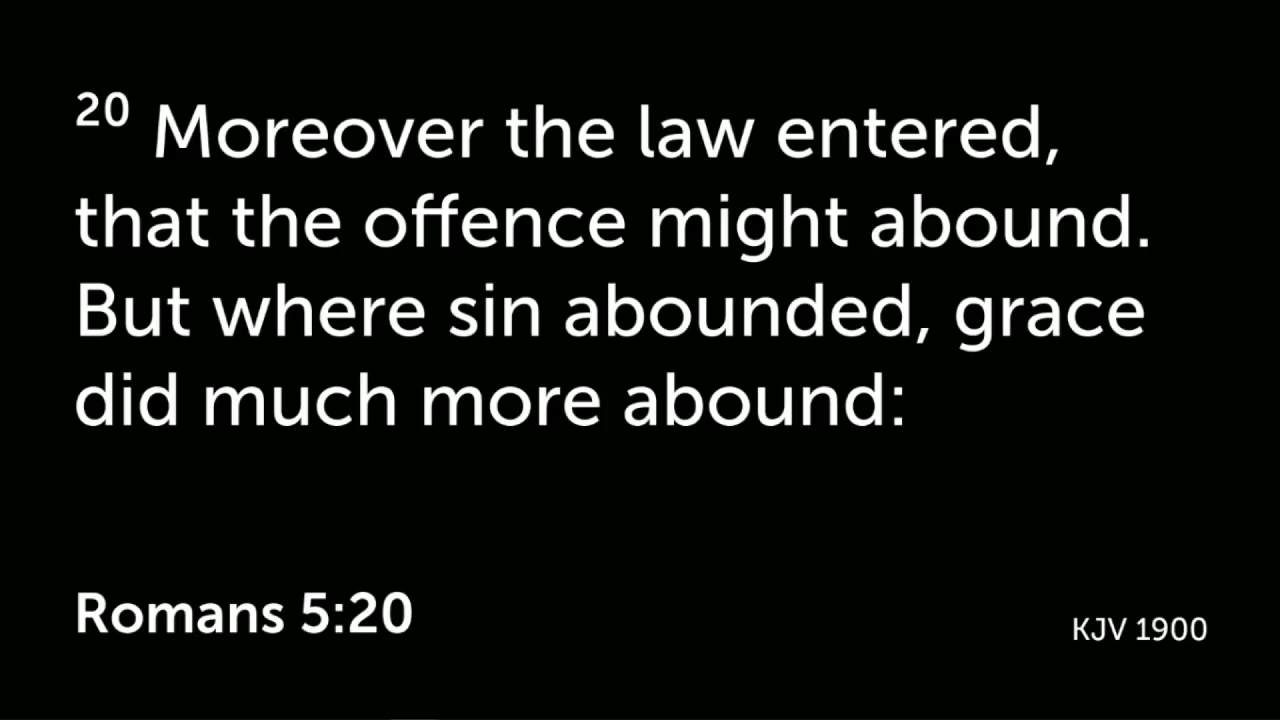 20 Moreover the law entered,
that the offence might abound.
But where sin abounded, grace
did much more abound:
Romans 5:20
KJV 1900